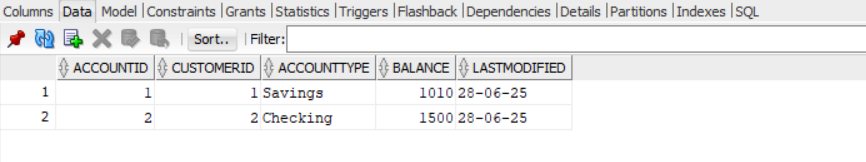 Columns Data Model |Constraints |Grants |Statistics |Triggers |Flashback |Dependencies |Details |Partitions |Indexes |SQL
Sort.. Filter:
ACCOUNTID CUSTOMERID ACCOUNTTYPE BALANCE LASTMODIFIED
1 1 1 Savings 1010 28-06-25
2 2 2 Checking 1500 28-06-25